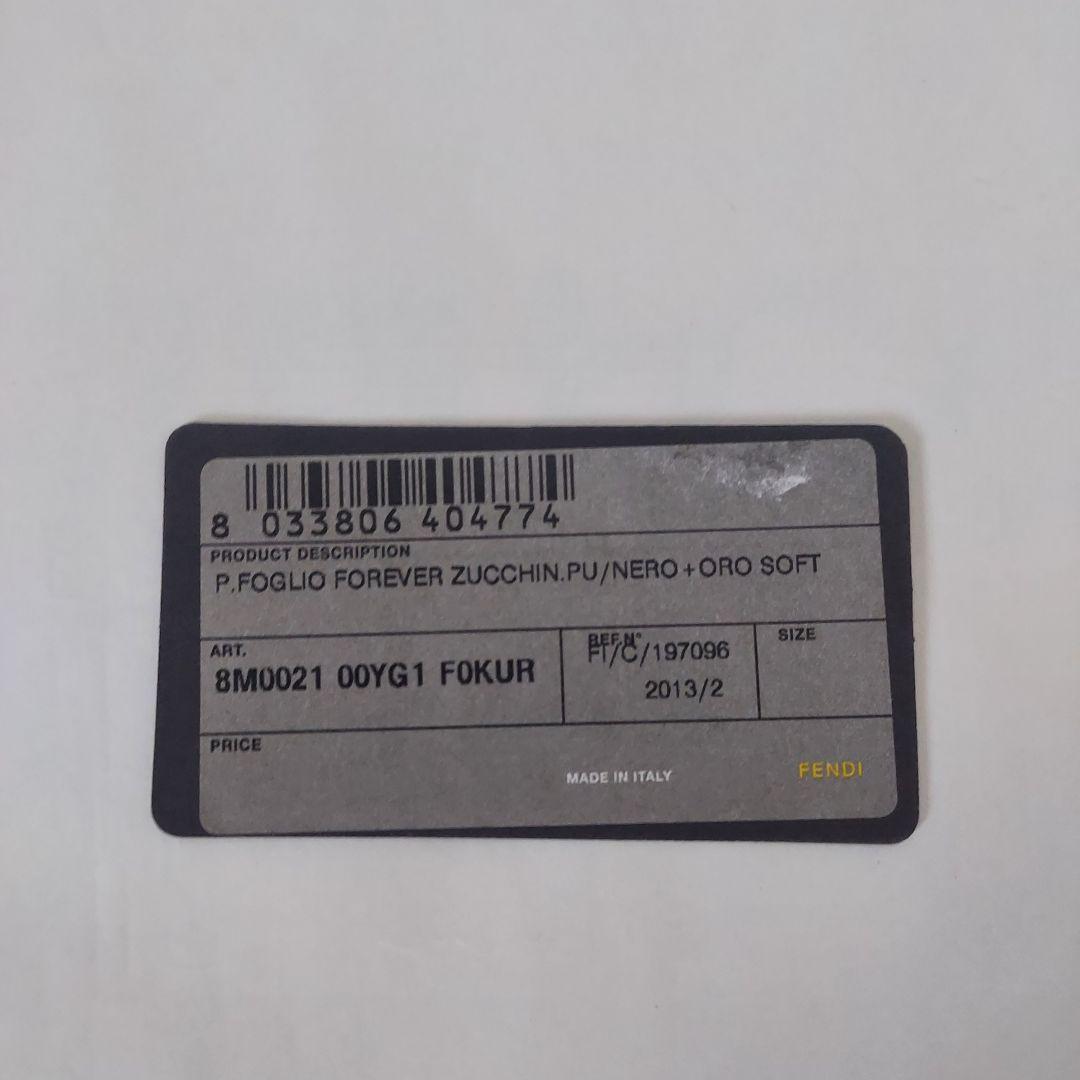 8 033806 404774
PRODUCT DESCRIPTION
P.FOGLIO FOREVER ZUCCHIN.PU/NERO+ORO SOFT
ART.
8M0021 00YG1 F0KUR
REF.N°
FI/C/197096
2013/2
SIZE
PRICE
MADE IN ITALY
FENDI